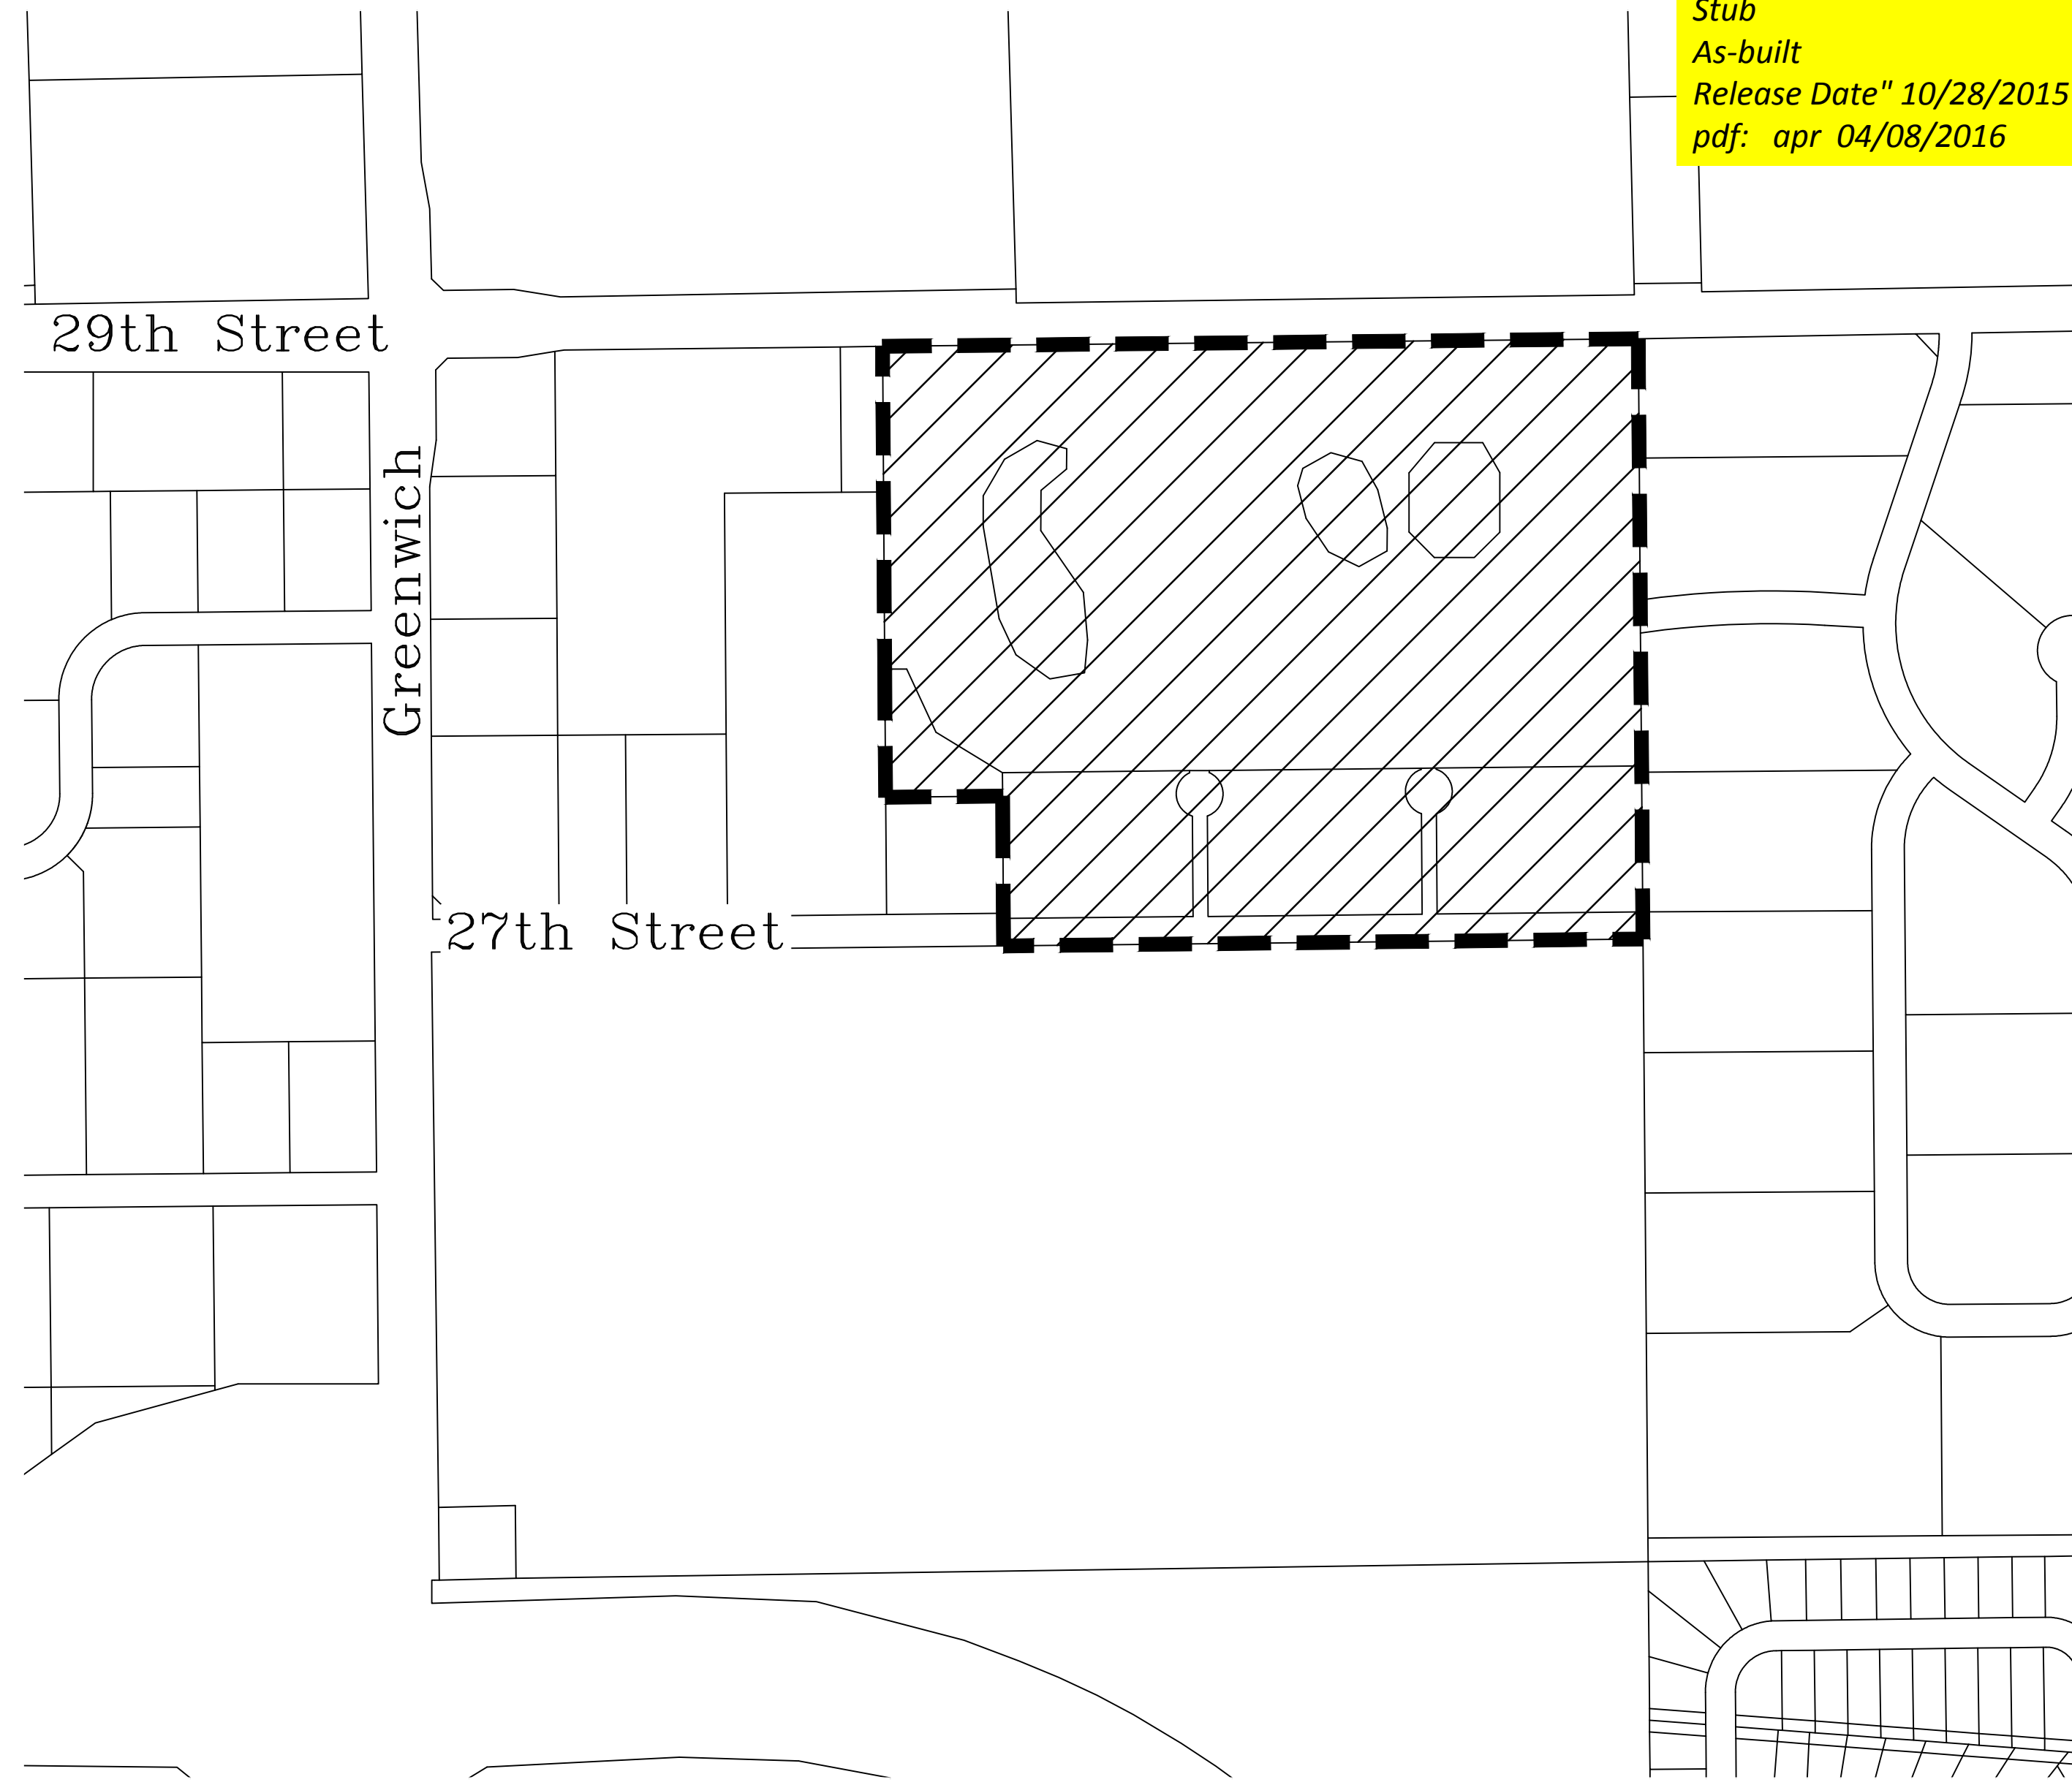 Stub
As-built
Release Date" 10/28/2015
pdf: apr 04/08/2016
29th Street
Greenwich
27th Street